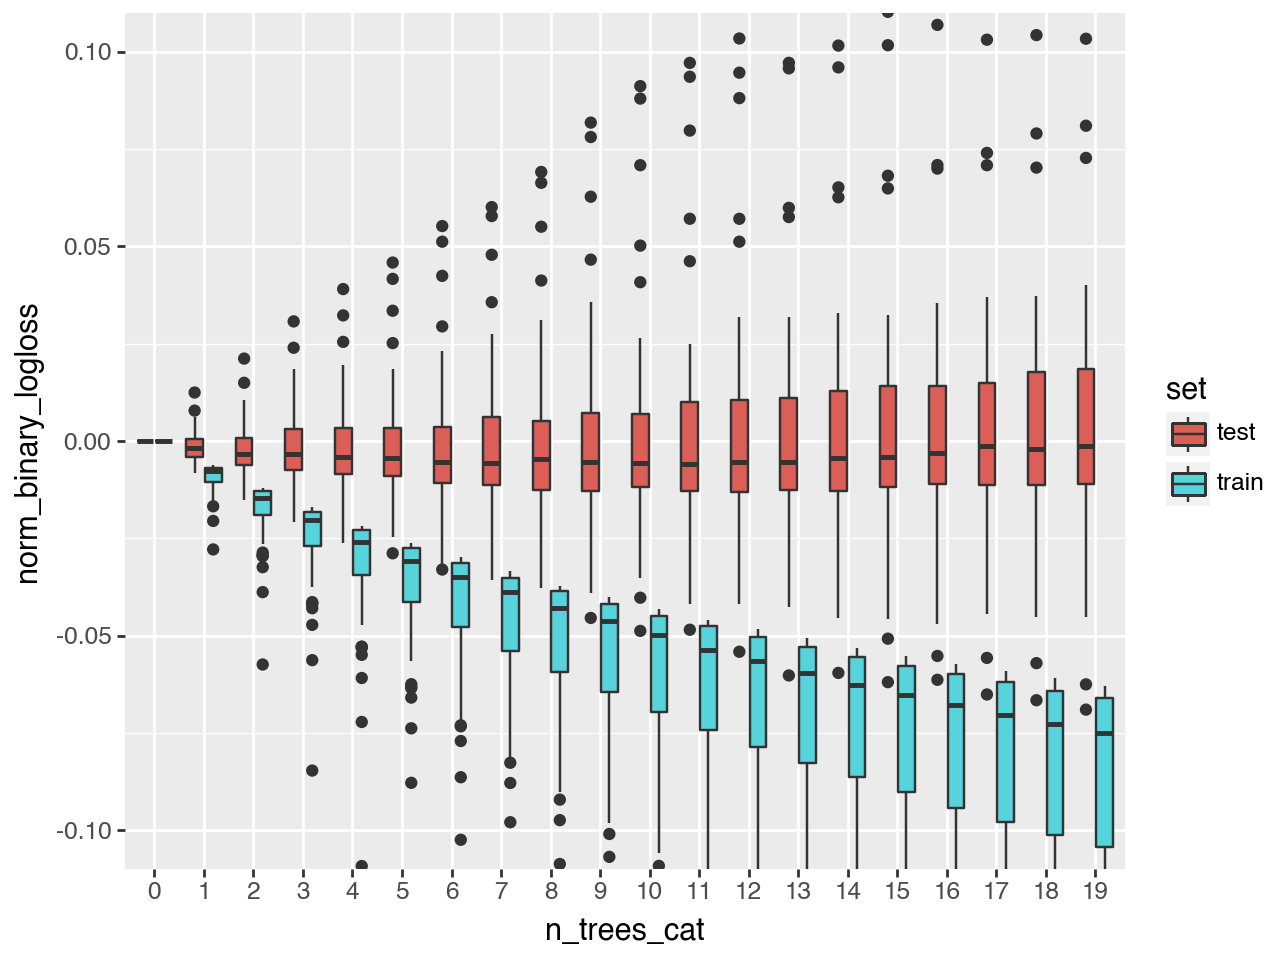 norm_binary_logloss
0.10
0.05
0.00
-0.05
-0.10
0 1 2 3 4 5 6 7 8 9 10 11 12 13 14 15 16 17 18 19
n_trees_cat
set
test
train